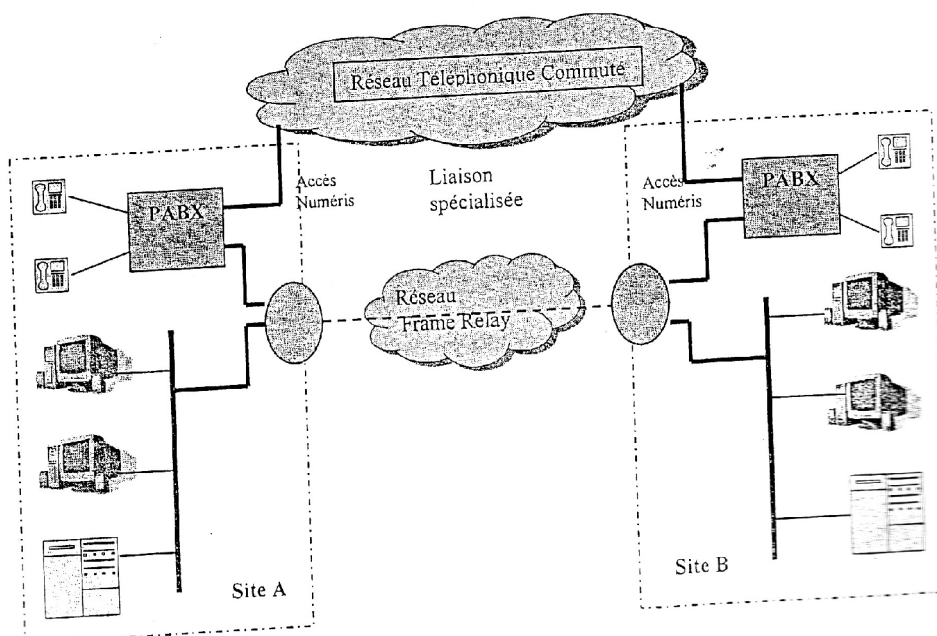 Réseau Téléphonique Commuté
PABX
Accès
Numéris
Liaison
spécialisée
Accès
Numéris
PABX
Réseau
Frame Relay
Site A
Site B